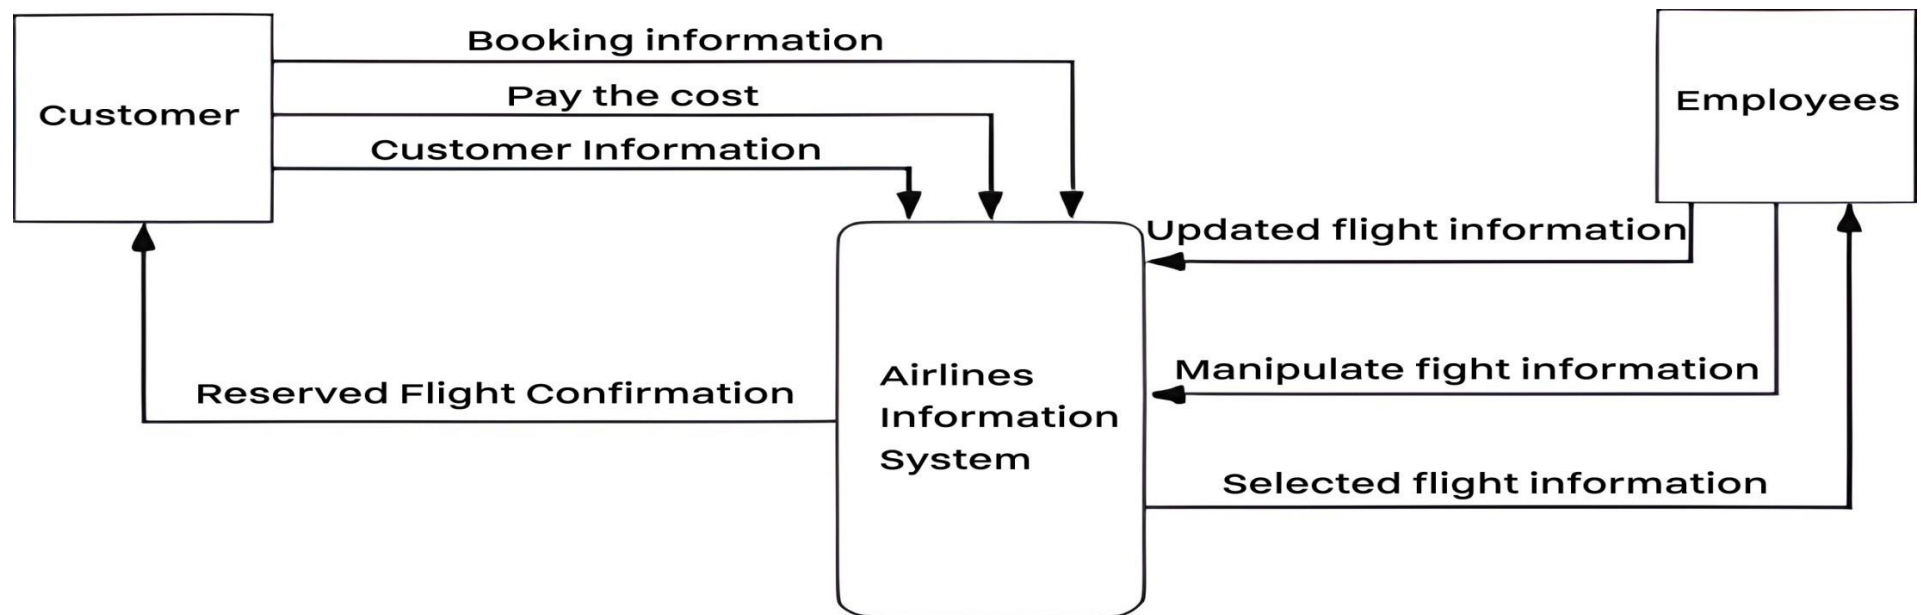 Booking information
Customer
Pay the cost
Customer Information
Employees
Updated flight information
Manipulate fight information
Reserved Flight Confirmation
Airlines
Information
System
Selected flight information